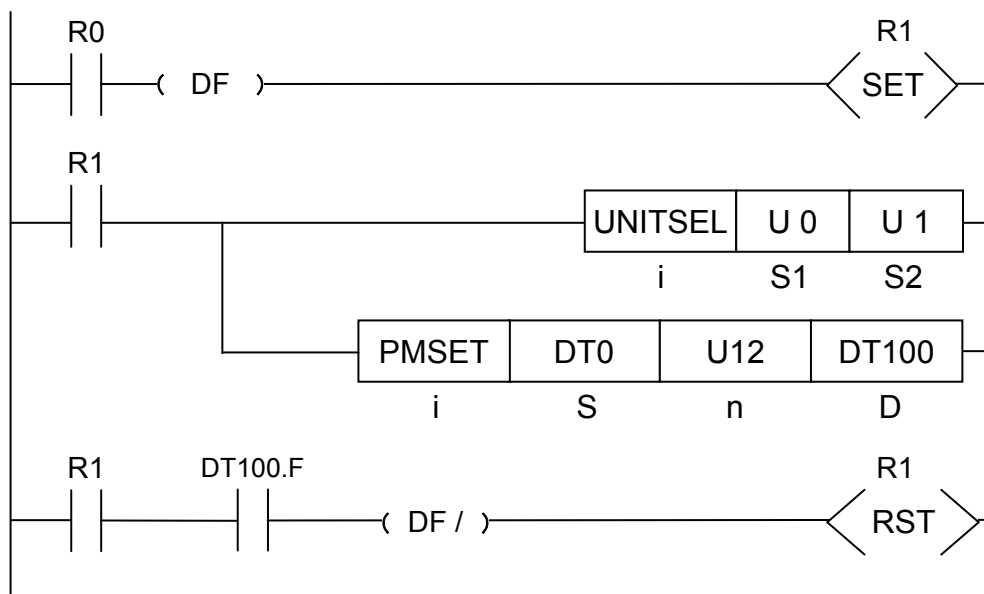 R0
R1
( DF )
SET
R1
UNITSEL U 0 U 1
i S1 S2
PMSET DT0 U12 DT100
i S n D
R1
DT100.F
R1
( DF / )
RST